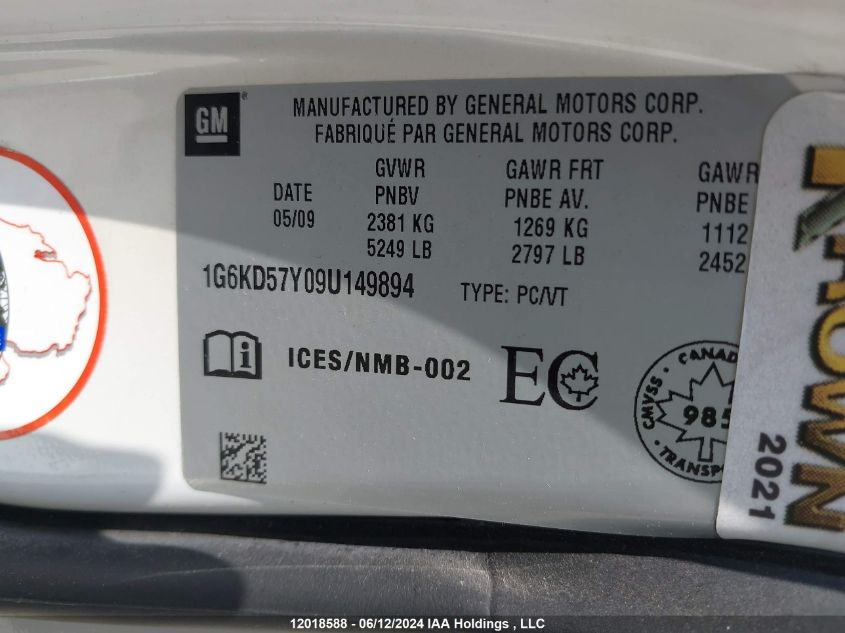 GM®
MANUFACTURED BY GENERAL MOTORS CORP.
FABRIQUÉ PAR GENERAL MOTORS CORP.
DATE
05/09
GVWR
PNBV
2381 KG
5249 LB
GAWR FRT
PNBE AV.
1269 KG
2797 LB
GAWR
PNBE
1112
2452
1G6KD57Y09U149894 TYPE: PC/VT
ICES/NMB-002
EC
CANADA
CMVSS
985
KROWN
2021
12018588 - 06/12/2024 IAA Holdings , LLC